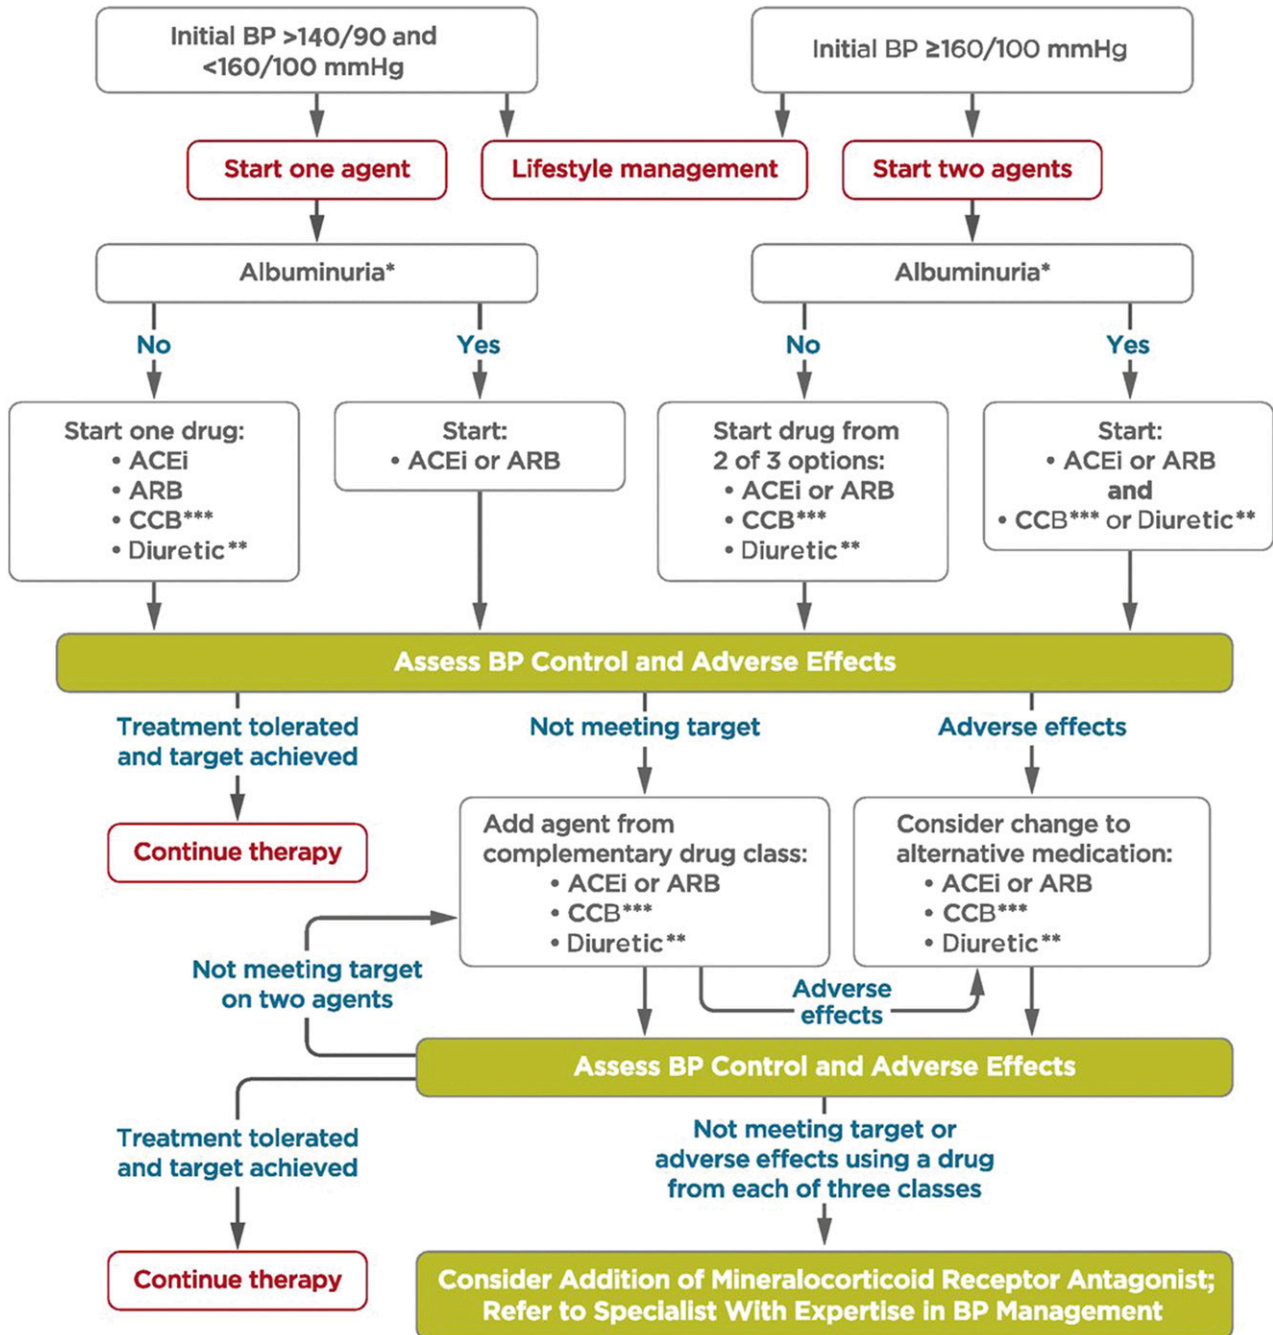 Initial BP >140/90 and
<160/100 mmHg
Initial BP ≥160/100 mmHg
Start one agent
Lifestyle management
Start two agents
Albuminuria*
Albuminuria*
No
Yes
No
Yes
Start one drug:
• ACEi
• ARB
• CCB***
• Diuretic**
Start:
• ACEi or ARB
Start drug from
2 of 3 options:
• ACEi or ARB
• CCB***
• Diuretic**
Start:
• ACEi or ARB
and
• CCB*** or Diuretic**
Assess BP Control and Adverse Effects
Treatment tolerated
and target achieved
Not meeting target
Adverse effects
Continue therapy
Add agent from
complementary drug class:
• ACEi or ARB
• CCB***
• Diuretic**
Consider change to
alternative medication:
• ACEi or ARB
• CCB***
• Diuretic**
Not meeting target
on two agents
Adverse
effects
Assess BP Control and Adverse Effects
Treatment tolerated
and target achieved
Not meeting target or
adverse effects using a drug
from each of three classes
Continue therapy
Consider Addition of Mineralocorticoid Receptor Antagonist;
Refer to Specialist With Expertise in BP Management